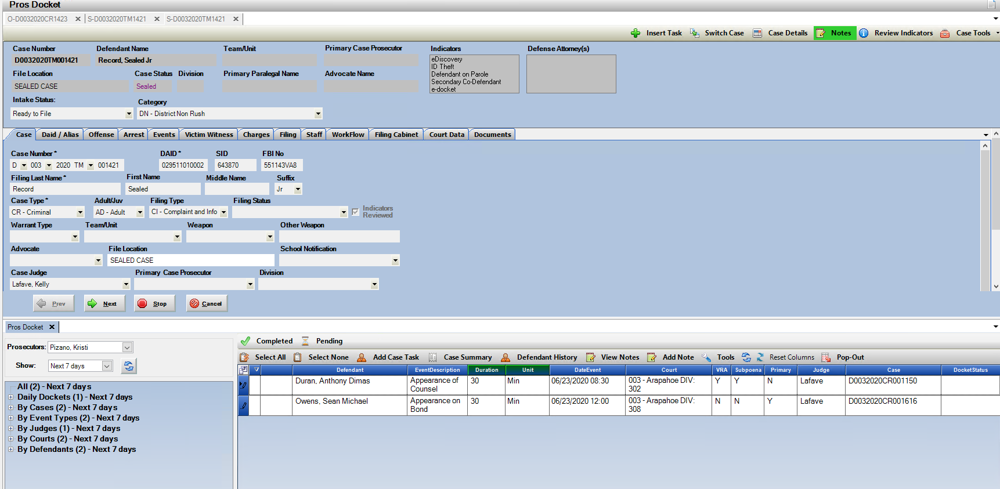 Pros Docket
O-D0032020CR1423 S-D0032020TM1421 S-D0032020TM1421
Insert Task Switch Case Case Details Notes Review Indicators Case Tools
Case Number Defendant Name Team/Unit Primary Case Prosecutor Indicators Defense Attorney(s)
D0032020TM001421 Record, Sealed Jr
eDiscovery
ID Theft
Defendant on Parole
Secondary Co-Defendant
e-docket
File Location Case Status Division Primary Paralegal Name Advocate Name
SEALED CASE Sealed
Intake Status: Category
Ready to File DN - District Non Rush
Case Daid / Alias Offense Arrest Events Victim Witness Charges Filing Staff WorkFlow Filing Cabinet Court Data Documents
Case Number * DAID * SID FBI No
D 003 2020 TM 001421 029511010002 643870 551143VA8
Filing Last Name * First Name Middle Name Suffix
Record Sealed Jr
Case Type * Adult/Juv Filing Type Filing Status
CR - Criminal AD - Adult CI - Complaint and Info Indicators
Reviewed
Warrant Type Team/Unit Weapon Other Weapon
Advocate File Location School Notification
SEALED CASE
Case Judge Primary Case Prosecutor Division
Lafave, Kelly
Prev Next Stop Cancel
Pros Docket
Prosecutors: Pizano, Kristi
Show: Next 7 days
All (2) - Next 7 days
Daily Dockets (1) - Next 7 days
By Cases (2) - Next 7 days
By Event Types (2) - Next 7 days
By Judges (1) - Next 7 days
By Courts (2) - Next 7 days
By Defendants (2) - Next 7 days
Completed Pending
Select All Select None Add Case Task Case Summary Defendant History View Notes Add Note Tools Reset Columns Pop-Out
Defendant EventDescription Duration Unit DateEvent Court VRA Subpoena Primary Judge Case DocketStatus
Duran, Anthony Dimas Appearance of 30 Min 06/23/2020 08:30 003 - Arapahoe DIV: Y Y N Lafave D0032020CR001150
Counsel 302
Owens, Sean Michael Appearance on 30 Min 06/23/2020 12:00 003 - Arapahoe DIV: N N Y Lafave D0032020CR001616
Bond 308